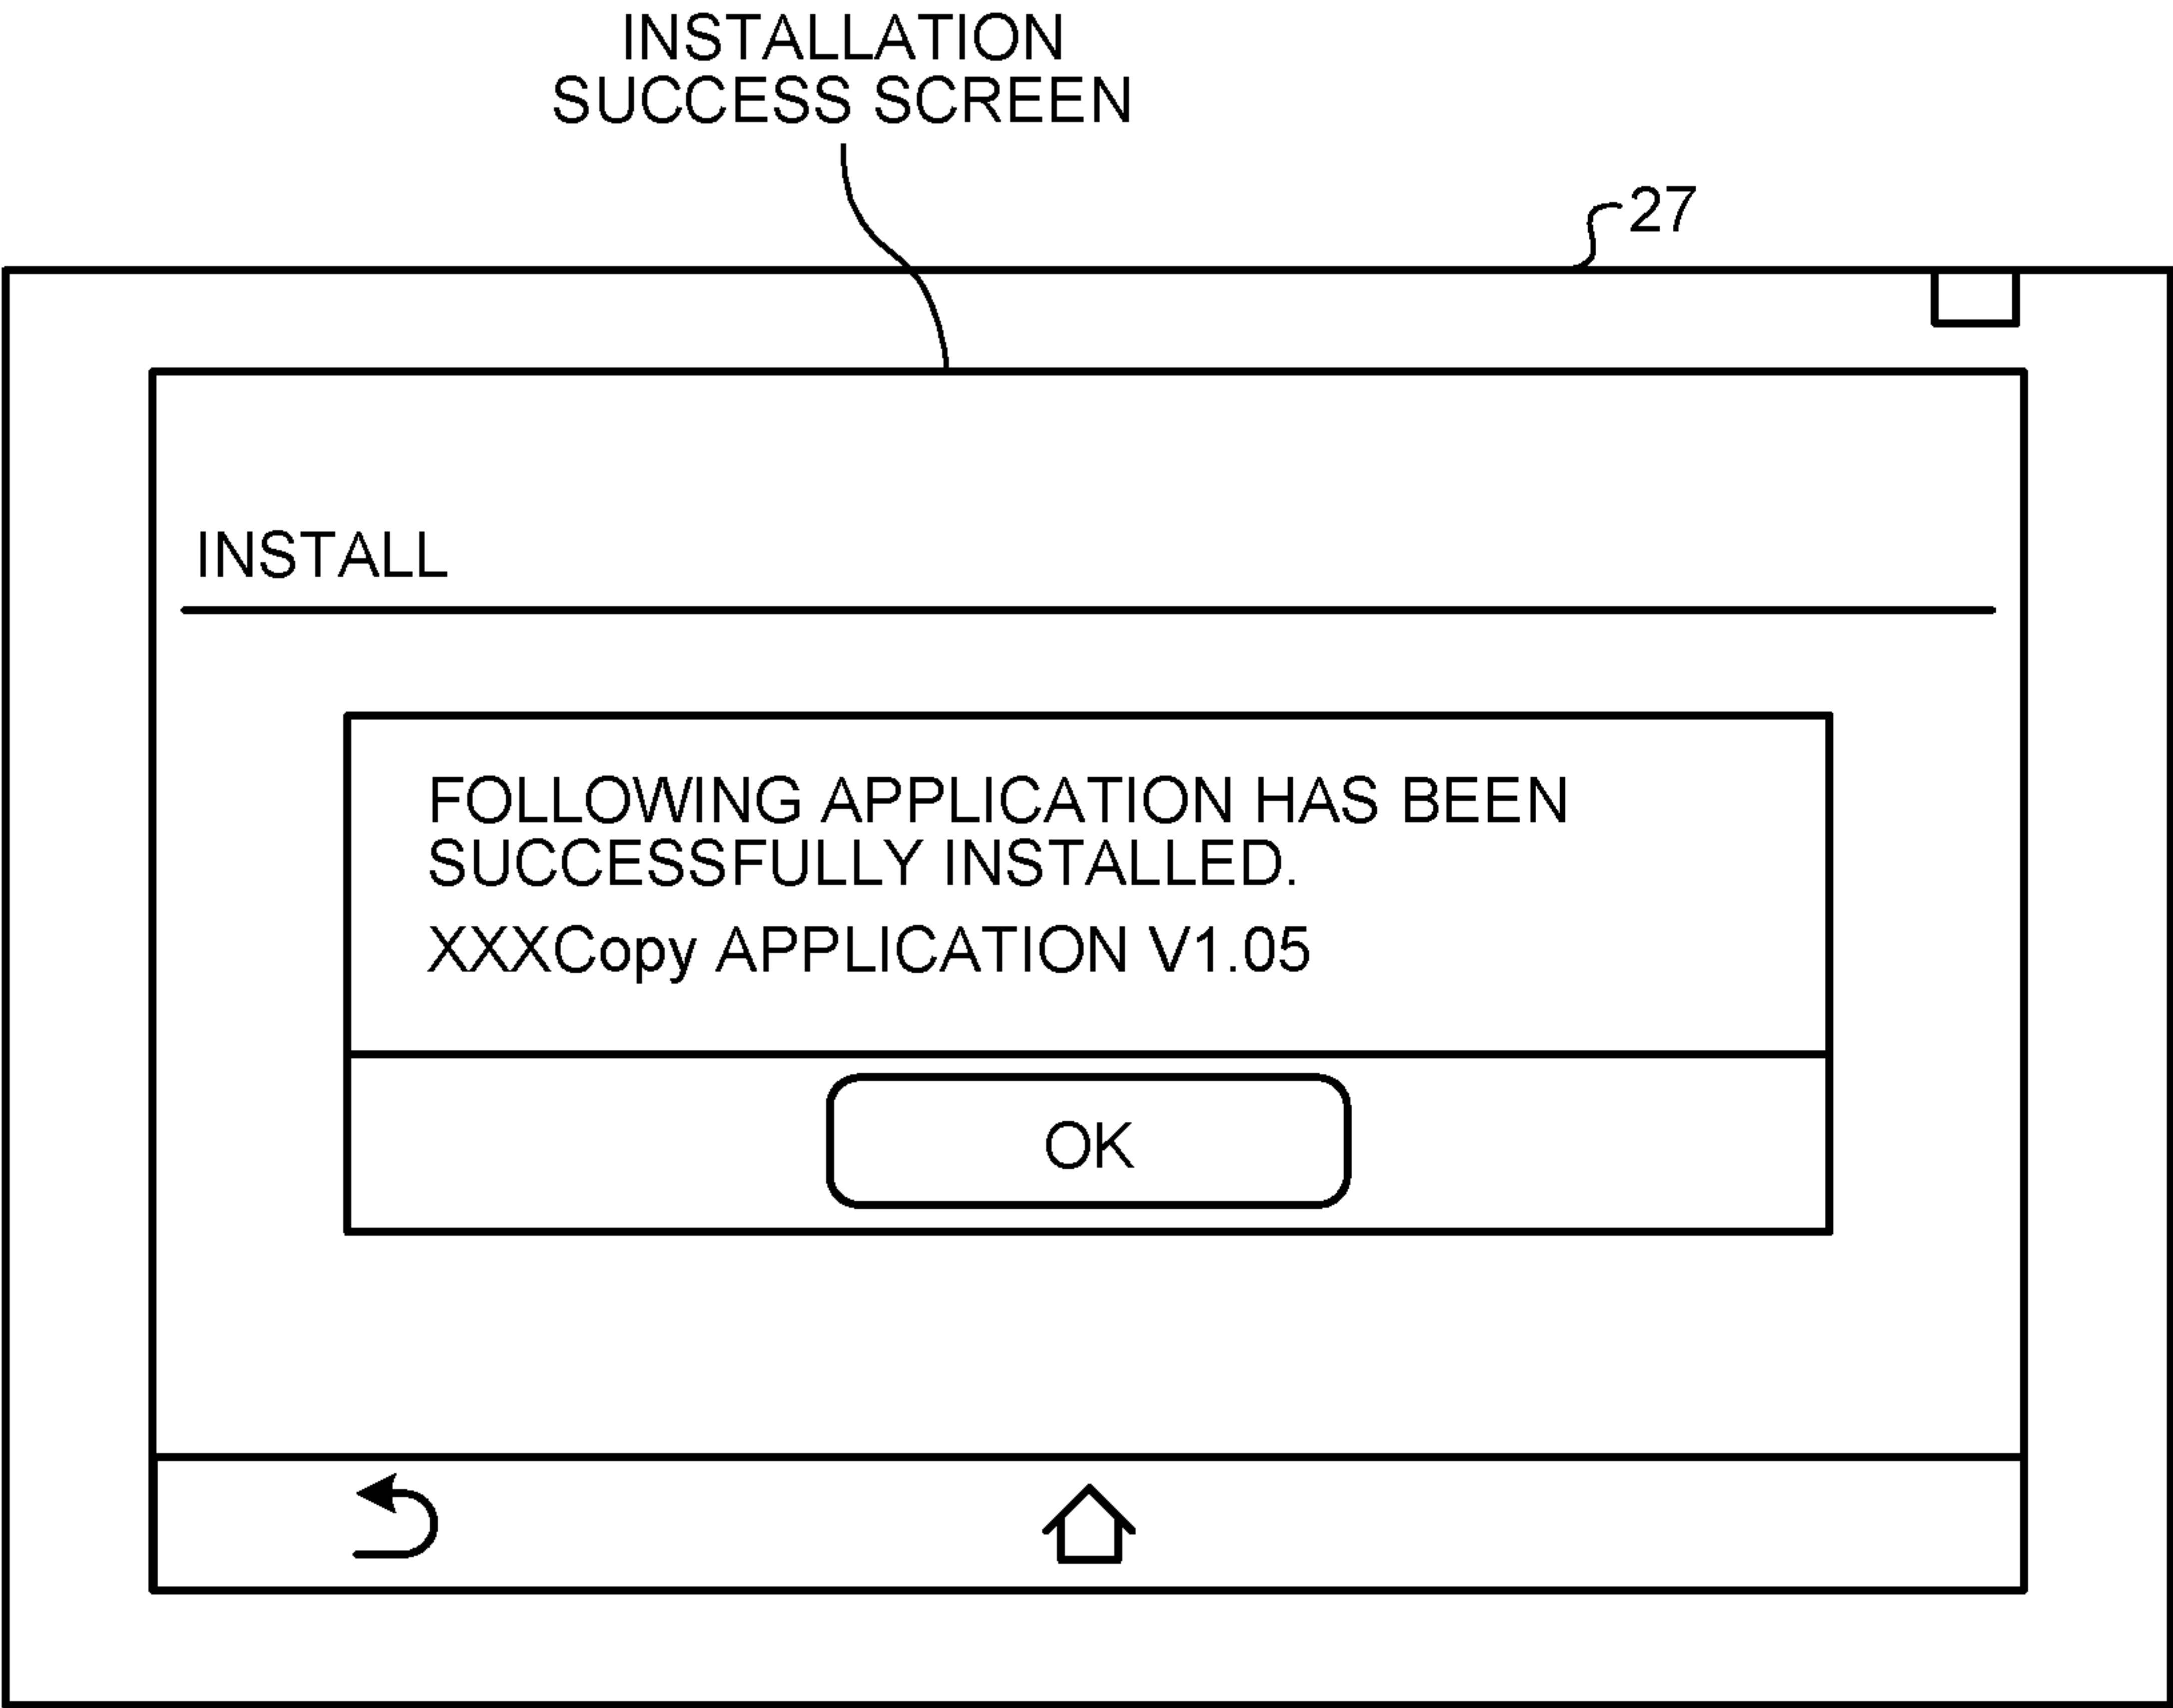 INSTALLATION
SUCCESS SCREEN
27
INSTALL
FOLLOWING APPLICATION HAS BEEN
SUCCESSFULLY INSTALLED.
XXXCopy APPLICATION V1.05
OK